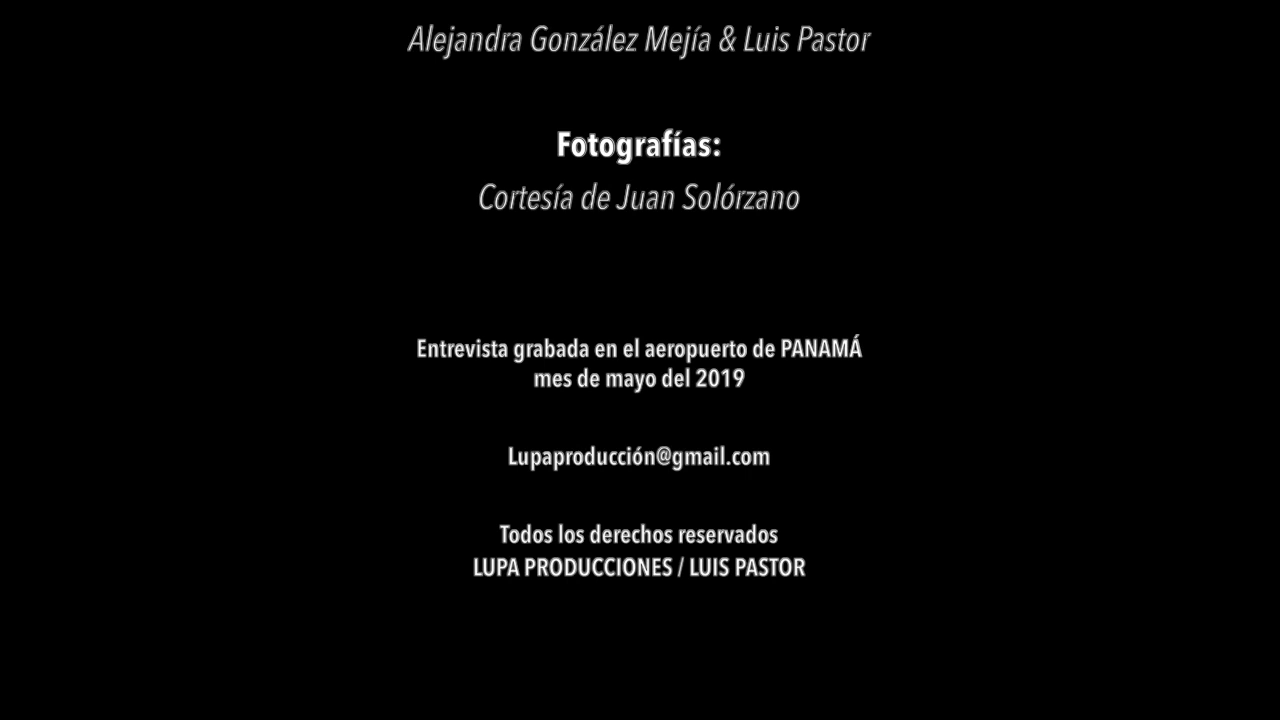 Alejandra González Mejía & Luis Pastor
Fotografías:
Cortesía de Juan Solórzano
Entrevista grabada en el aeropuerto de PANAMÁ
mes de mayo del 2019
Lupaproducción@gmail.com
Todos los derechos reservados
LUPA PRODUCCIONES / LUIS PASTOR